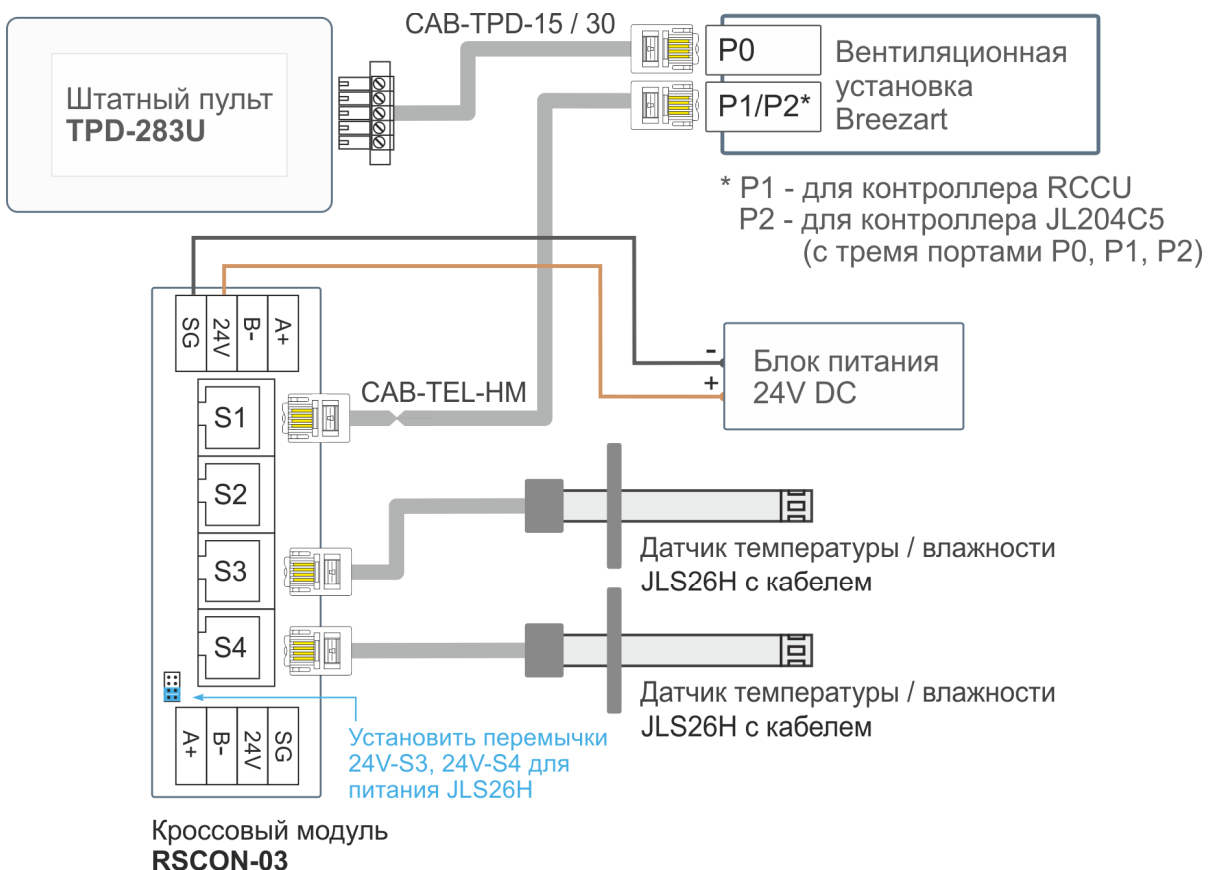 CAB-TPD-15 / 30
Штатный пульт
TPD-283U
P0
P1/P2*
Вентиляционная
установка
Breezart
* P1 - для контроллера RCCU
P2 - для контроллера JL204C5
(с тремя портами P0, P1, P2)
SG
24V
B-
A+
-
+
Блок питания
24V DC
CAB-TEL-HM
S1
S2
S3
S4
Датчик температуры / влажности
JLS26H с кабелем
Датчик температуры / влажности
JLS26H с кабелем
Установить перемычки
24V-S3, 24V-S4 для
питания JLS26H
A+
B-
24V
SG
Кроссовый модуль
RSCON-03